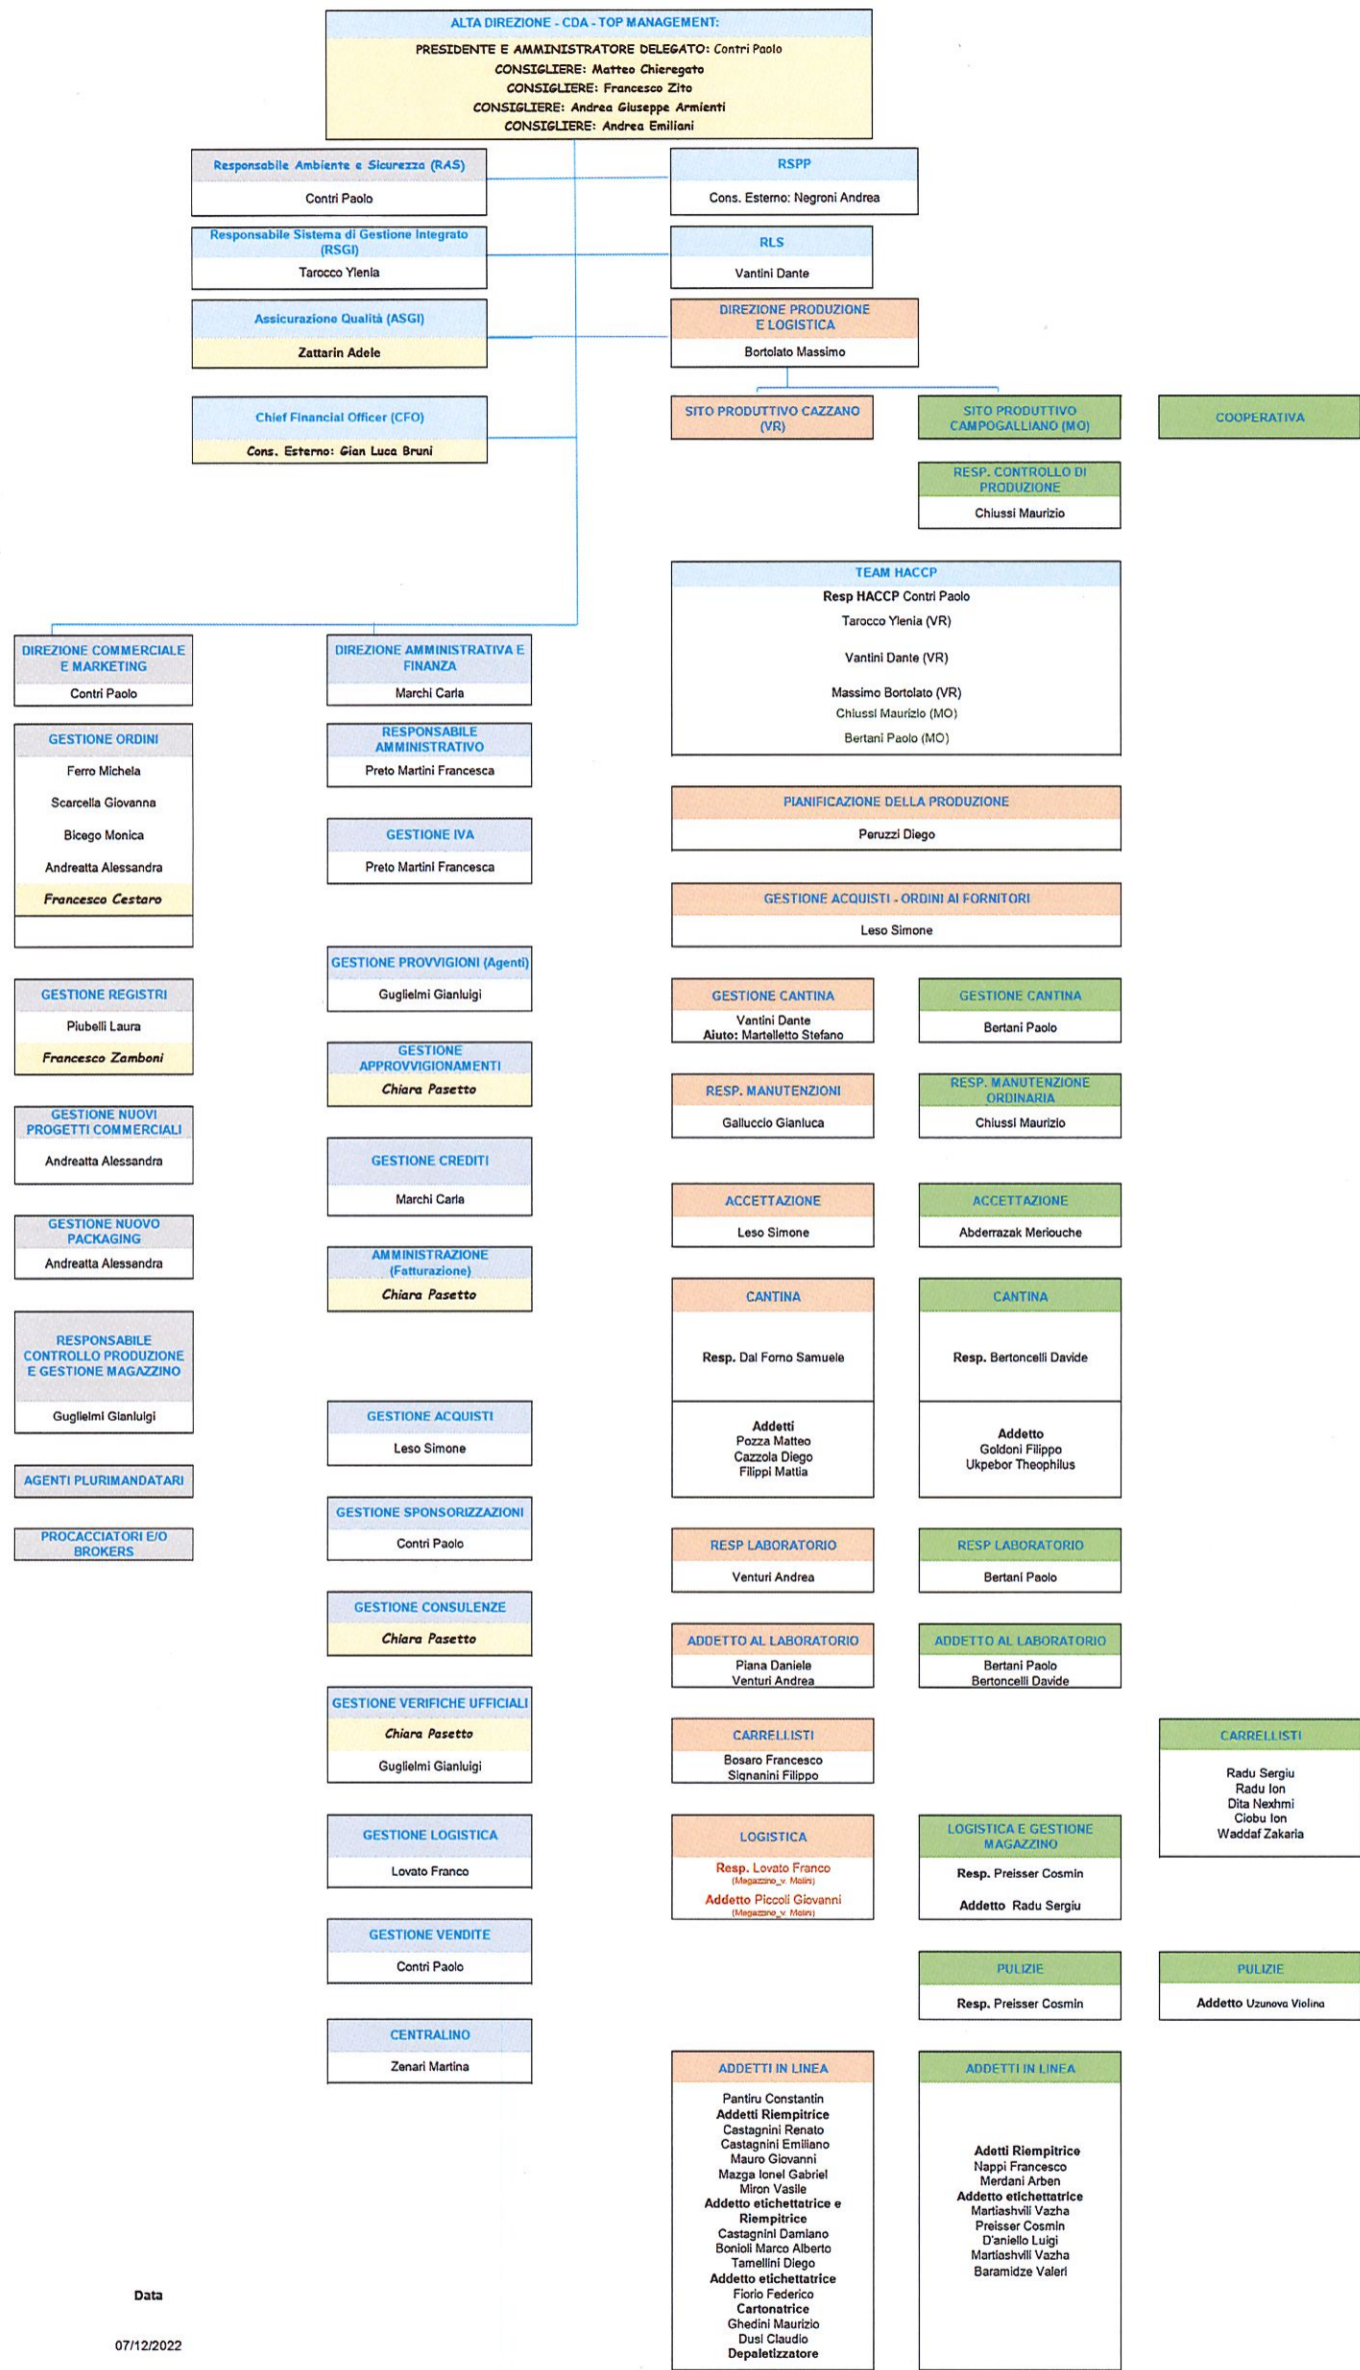 ALTA DIREZIONE - CDA - TOP MANAGEMENT:
PRESIDENTE E AMMINISTRATORE DELEGATO: Contri Paolo
CONSIGLIERE: Matteo Chieregato
CONSIGLIERE: Francesco Zito
CONSIGLIERE: Andrea Giuseppe Armienti
CONSIGLIERE: Andrea Emiliani
Responsabile Ambiente e Sicurezza (RAS)
Contri Paolo
RSPP
Cons. Esterno: Negroni Andrea
Responsabile Sistema di Gestione Integrato
(RSGI)
Tarocco Ylenia
RLS
Vantini Dante
Assicurazione Qualità (ASGI)
Zattarin Adele
DIREZIONE PRODUZIONE
E LOGISTICA
Bortolato Massimo
Chief Financial Officer (CFO)
Cons. Esterno: Gian Luca Bruni
SITO PRODUTTIVO CAZZANO
(VR)
SITO PRODUTTIVO
CAMPOGALLIANO (MO)
COOPERATIVA
RESP. CONTROLLO DI
PRODUZIONE
Chiussi Maurizio
TEAM HACCP
Resp HACCP Contri Paolo
Tarocco Ylenia (VR)
Vantini Dante (VR)
Massimo Bortolato (VR)
Chiussi Maurizio (MO)
Bertani Paolo (MO)
DIREZIONE COMMERCIALE
E MARKETING
Contri Paolo
GESTIONE ORDINI
Ferro Michela
Scarcella Giovanna
Bicego Monica
Andreatta Alessandra
Francesco Cestaro
GESTIONE REGISTRI
Piubelli Laura
Francesco Zamboni
GESTIONE NUOVI
PROGETTI COMMERCIALI
Andreatta Alessandra
GESTIONE NUOVO
PACKAGING
Andreatta Alessandra
RESPONSABILE
CONTROLLO PRODUZIONE
E GESTIONE MAGAZZINO
Guglielmi Gianluigi
AGENTI PLURIMANDATARI
PROCACCIATORI E/O
BROKERS
DIREZIONE AMMINISTRATIVA E
FINANZA
Marchi Carla
RESPONSABILE
AMMINISTRATIVO
Preto Martini Francesca
GESTIONE IVA
Preto Martini Francesca
GESTIONE PROVVIGIONI (Agenti)
Guglielmi Gianluigi
GESTIONE
APPROVVIGIONAMENTI
Chiara Pasetto
GESTIONE CREDITI
Marchi Carla
AMMINISTRAZIONE
(Fatturazione)
Chiara Pasetto
GESTIONE ACQUISTI
Leso Simone
GESTIONE SPONSORIZZAZIONI
Contri Paolo
GESTIONE CONSULENZE
Chiara Pasetto
GESTIONE VERIFICHE UFFICIALI
Chiara Pasetto
Guglielmi Gianluigi
GESTIONE LOGISTICA
Lovato Franco
GESTIONE VENDITE
Contri Paolo
CENTRALINO
Zenari Martina
PIANIFICAZIONE DELLA PRODUZIONE
Peruzzi Diego
GESTIONE ACQUISTI - ORDINI AI FORNITORI
Leso Simone
GESTIONE CANTINA
Vantini Dante
Aiuto: Martelletto Stefano
GESTIONE CANTINA
Bertani Paolo
RESP. MANUTENZIONI
Galluccio Gianluca
RESP. MANUTENZIONE
ORDINARIA
Chiussi Maurizio
ACCETTAZIONE
Leso Simone
ACCETTAZIONE
Abderrazak Meriouche
CANTINA
Resp. Dal Forno Samuele
Addetti
Pozza Matteo
Cazzola Diego
Filippi Mattia
CANTINA
Resp. Bertoncelli Davide
Addetto
Goldoni Filippo
Ukpebor Theophilus
RESP LABORATORIO
Venturi Andrea
RESP LABORATORIO
Bertani Paolo
ADDETTO AL LABORATORIO
Piana Daniele
Venturi Andrea
ADDETTO AL LABORATORIO
Bertani Paolo
Bertoncelli Davide
CARRELLISTI
Bosaro Francesco
Signanini Filippo
CARRELLISTI
Radu Sergiu
Radu Ion
Dita Nexhmi
Ciobu Ion
Waddaf Zakaria
LOGISTICA
Resp. Lovato Franco
(Magazzino_v. Molini)
Addetto Piccoli Giovanni
(Magazzino_v. Molini)
LOGISTICA E GESTIONE
MAGAZZINO
Resp. Preisser Cosmin
Addetto Radu Sergiu
PULIZIE
Resp. Preisser Cosmin
PULIZIE
Addetto Uzunova Violina
ADDETTI IN LINEA
Pantiru Constantin
Addetti Riempitrice
Castagnini Renato
Castagnini Emiliano
Mauro Giovanni
Mazga Ionel Gabriel
Miron Vasile
Addetto etichettatrice e
Riempitrice
Castagnini Damiano
Bonioli Marco Alberto
Tamellini Diego
Addetto etichettatrice
Fiorio Federico
Cartonatrice
Ghedini Maurizio
Dusi Claudio
Depaletizzatore
ADDETTI IN LINEA
Adetti Riempitrice
Nappi Francesco
Merdani Arben
Addetto etichettatrice
Martiashvili Vazha
Preisser Cosmin
D'aniello Luigi
Martiashvili Vazha
Baramidze Valeri
Data
07/12/2022